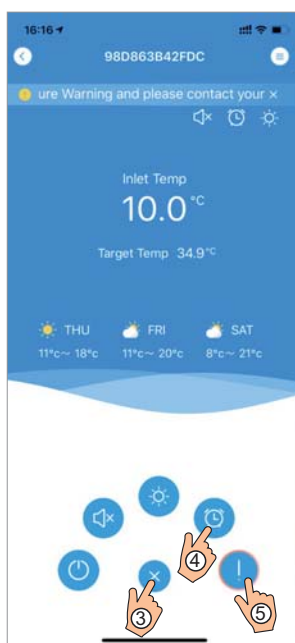 16:16
98D863B42FDC
ure Warning and please contact your ×
Inlet Temp
10.0 °C
Target Temp 34.9 °C
THU FRI SAT
11°c~ 18°c 11°c~ 20°c 8°c~ 21°c
④
③ ⑤